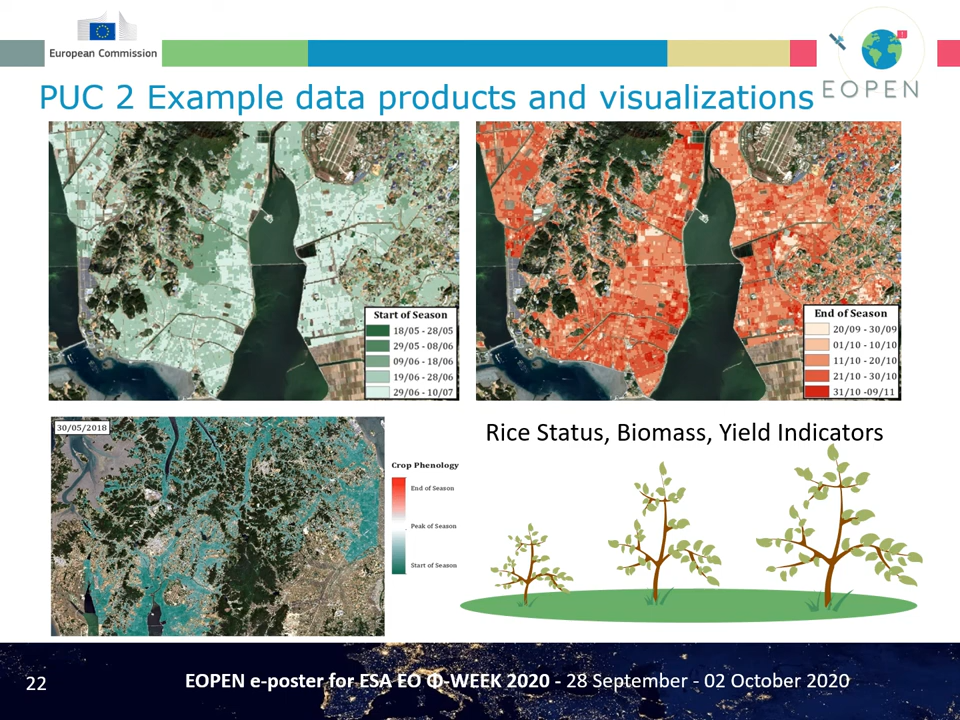 European Commission
EOPEN
PUC 2 Example data products and visualizations
Start of Season
18/05 - 28/05
29/05 - 08/06
09/06 - 18/06
19/06 - 28/06
29/06 - 10/07
End of Season
20/09 - 30/09
01/10 - 10/10
11/10 - 20/10
21/10 - 30/10
31/10 -09/11
30/05/2018
Crop Phenology
End of Season
Peak of Season
Start of Season
Rice Status, Biomass, Yield Indicators
22
EOPEN e-poster for ESA EO Φ-WEEK 2020 - 28 September - 02 October 2020